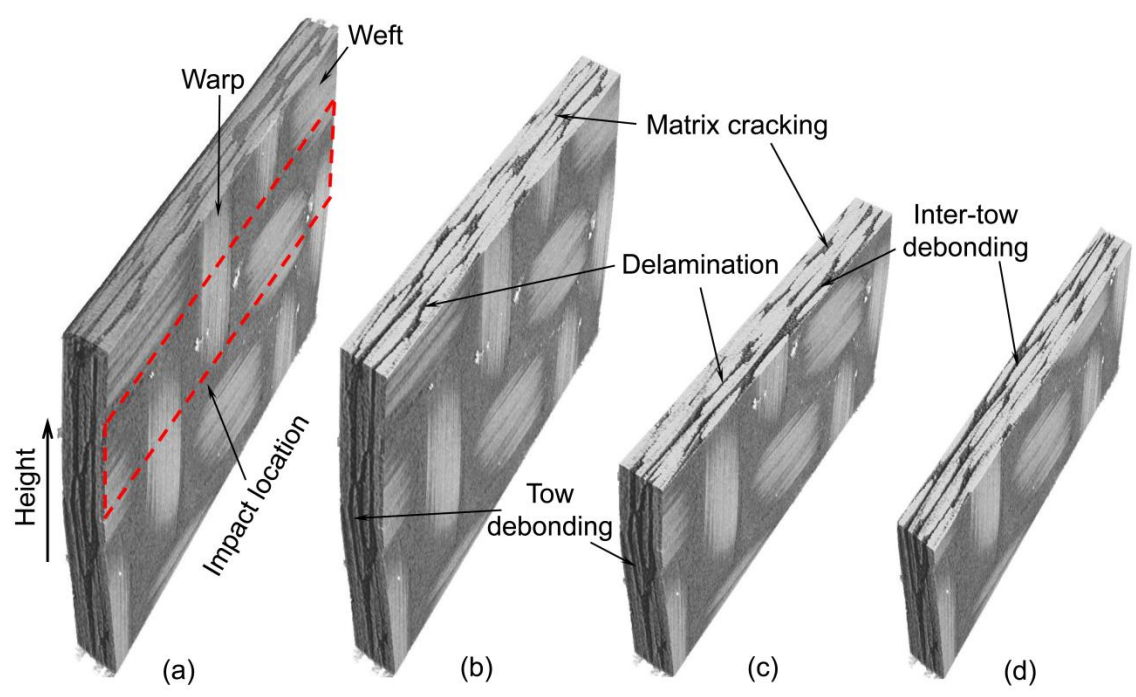 Weft
Warp
Matrix cracking
Inter-tow
debonding
Delamination
Height
Impact location
Tow
debonding
(a)
(b)
(c)
(d)